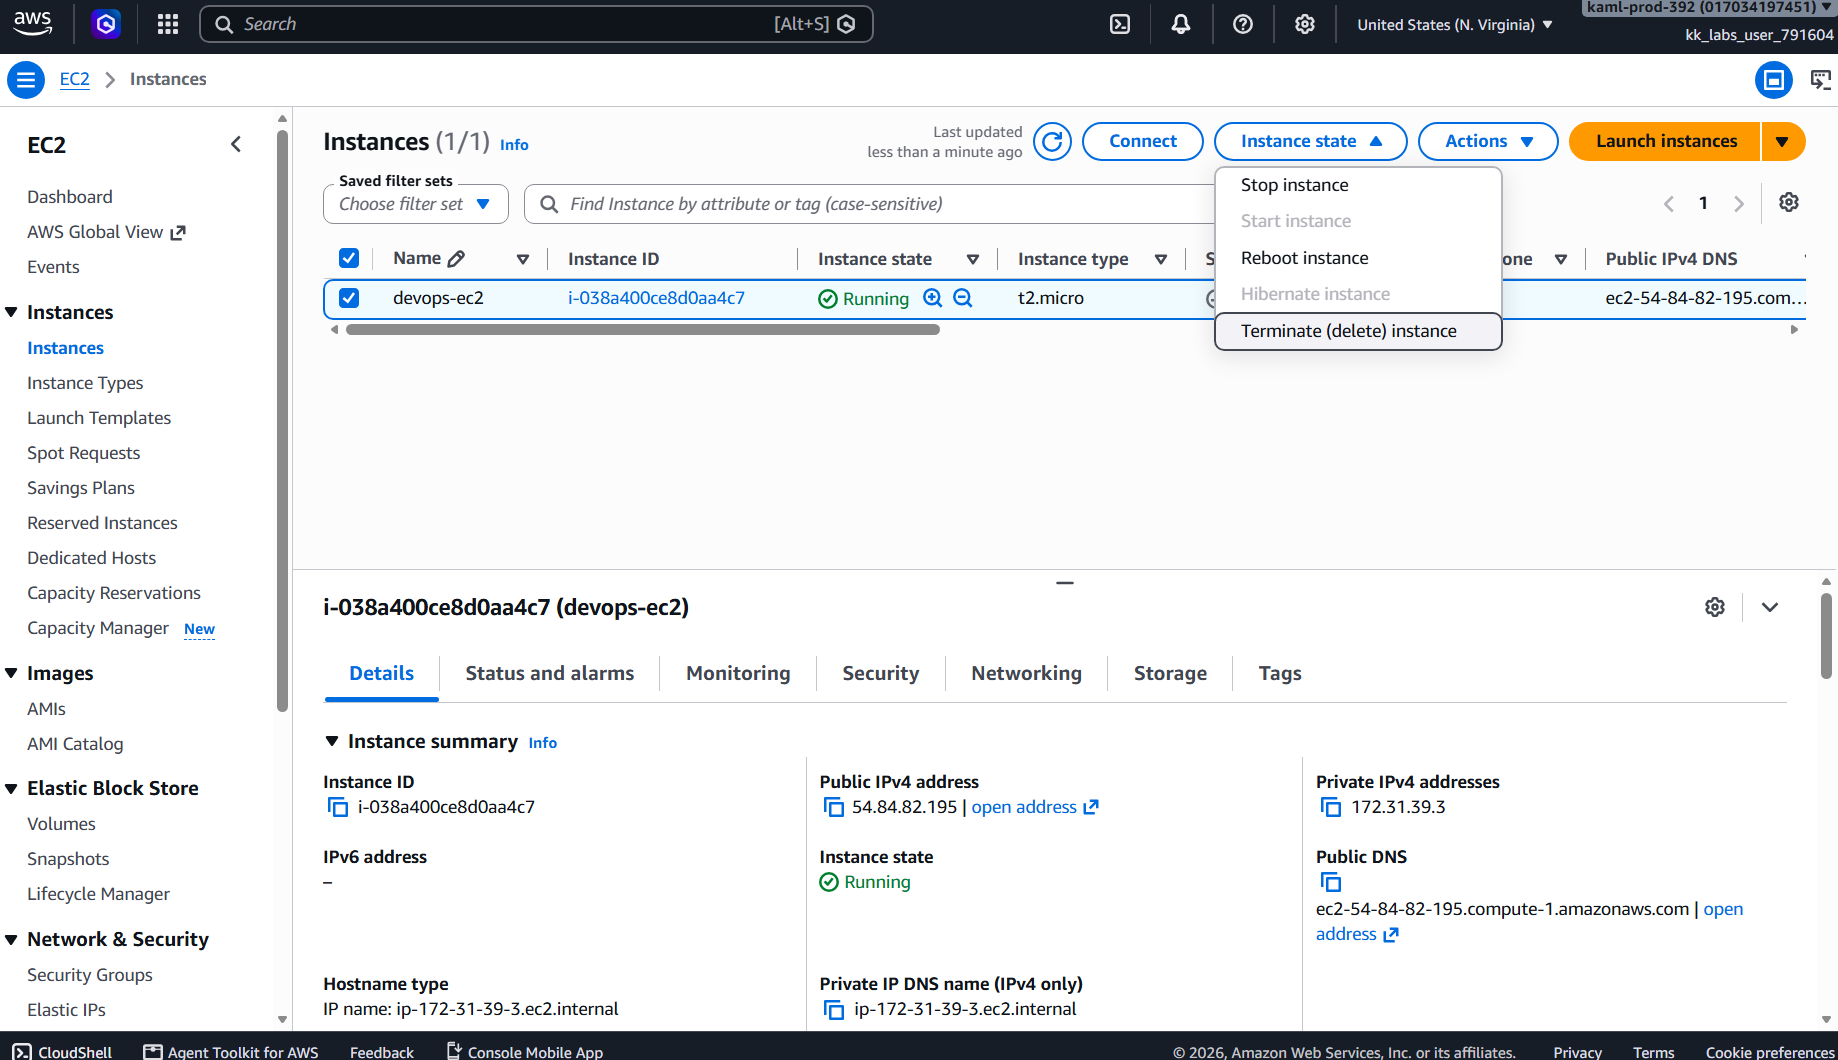 aws
Search [Alt+S]
United States (N. Virginia)
kaml-prod-392 (017034197451)
kk_labs_user_791604
EC2 Instances
EC2
Dashboard
AWS Global View
Events
Instances
Instances
Instance Types
Launch Templates
Spot Requests
Savings Plans
Reserved Instances
Dedicated Hosts
Capacity Reservations
Capacity Manager New
Images
AMIs
AMI Catalog
Elastic Block Store
Volumes
Snapshots
Lifecycle Manager
Network & Security
Security Groups
Elastic IPs
Instances (1/1) Info
Last updated
less than a minute ago
Connect
Instance state
Actions
Launch instances
Saved filter sets
Choose filter set
Find Instance by attribute or tag (case-sensitive)
1
Stop instance
Start instance
Reboot instance
Hibernate instance
Terminate (delete) instance
Name Instance ID Instance state Instance type S one Public IPv4 DNS
devops-ec2 i-038a400ce8d0aa4c7 Running t2.micro ec2-54-84-82-195.com...
i-038a400ce8d0aa4c7 (devops-ec2)
Details Status and alarms Monitoring Security Networking Storage Tags
Instance summary Info
Instance ID
i-038a400ce8d0aa4c7
Public IPv4 address
54.84.82.195 | open address
Private IPv4 addresses
172.31.39.3
IPv6 address
–
Instance state
Running
Public DNS
ec2-54-84-82-195.compute-1.amazonaws.com | open
address
Hostname type
IP name: ip-172-31-39-3.ec2.internal
Private IP DNS name (IPv4 only)
ip-172-31-39-3.ec2.internal
CloudShell Agent Toolkit for AWS Feedback Console Mobile App
© 2026, Amazon Web Services, Inc. or its affiliates. Privacy Terms Cookie preferences